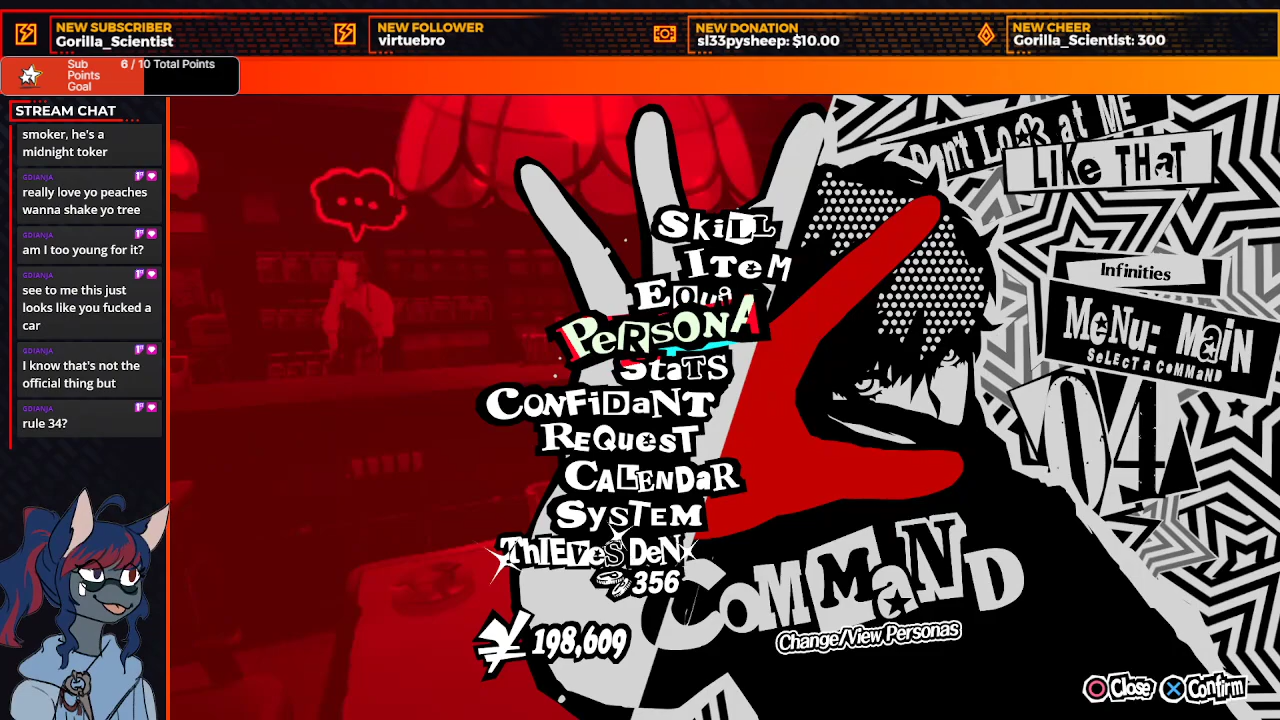 NEW SUBSCRIBER
Gorilla_Scientist
NEW FOLLOWER
virtuebro
NEW DONATION
sl33pysheep: $10.00
NEW CHEER
Gorilla_Scientist: 300
Sub Points Goal
6 / 10 Total Points
STREAM CHAT
smoker, he's a
midnight toker
GDIANJA
really love yo peaches
wanna shake yo tree
GDIANJA
am I too young for it?
GDIANJA
see to me this just
looks like you fucked a
car
GDIANJA
I know that's not the
official thing but
GDIANJA
rule 34?
...
Skill
Item
Equi
Persona
Stats
Confidant
Request
Calendar
System
Thieves Den
356
¥ 198,609
Don't Look at ME
LIKE THAT
Infinities
MeNu: Main
SeLeCT a CoMMaND
04
CoMMaND
Change/View Personas
Close
Confirm